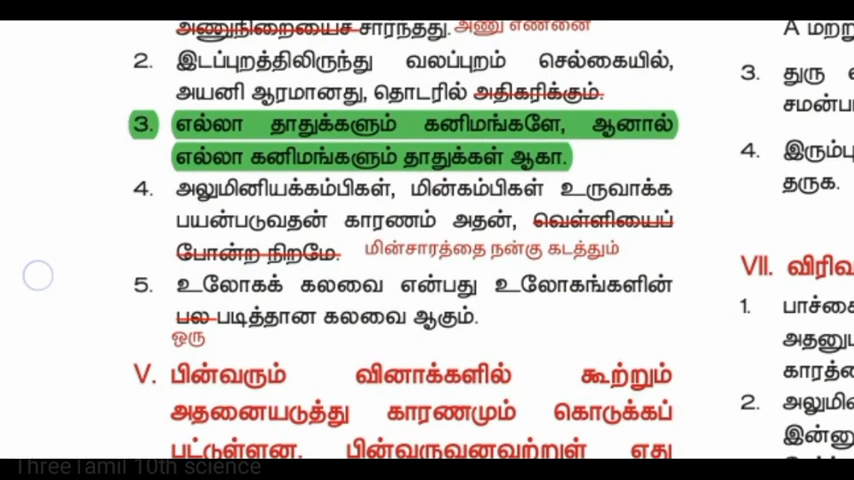 அணுநிறையைச் சார்ந்தது. அணு எண்ணை
2. இடப்புறத்திலிருந்து வலப்புறம் செல்கையில்,
அயனி ஆரமானது, தொடரில் அதிகரிக்கும்.
3. எல்லா தாதுக்களும் கனிமங்களே, ஆனால்
எல்லா கனிமங்களும் தாதுக்கள் ஆகா.
4. அலுமினியக்கம்பிகள், மின்கம்பிகள் உருவாக்க
பயன்படுவதன் காரணம் அதன், வெள்ளியைப்
போன்ற நிறமே. மின்சாரத்தை நன்கு கடத்தும்
5. உலோகக் கலவை என்பது உலோகங்களின்
பல படித்தான கலவை ஆகும்.
ஒரு
V. பின்வரும் வினாக்களில் கூற்றும்
அதனையடுத்து காரணமும் கொடுக்கப்
பட்டுள்ளன. பின்வருவனவற்றுள் எது
A மற்று
3. துரு
சமன்ப
4. இரும்பு
தருக.
VII. விரிவ
1. பாச்கை
அதனுட
காரத்
2. அலுமி
இன்னு
ThreeTamil 10th science